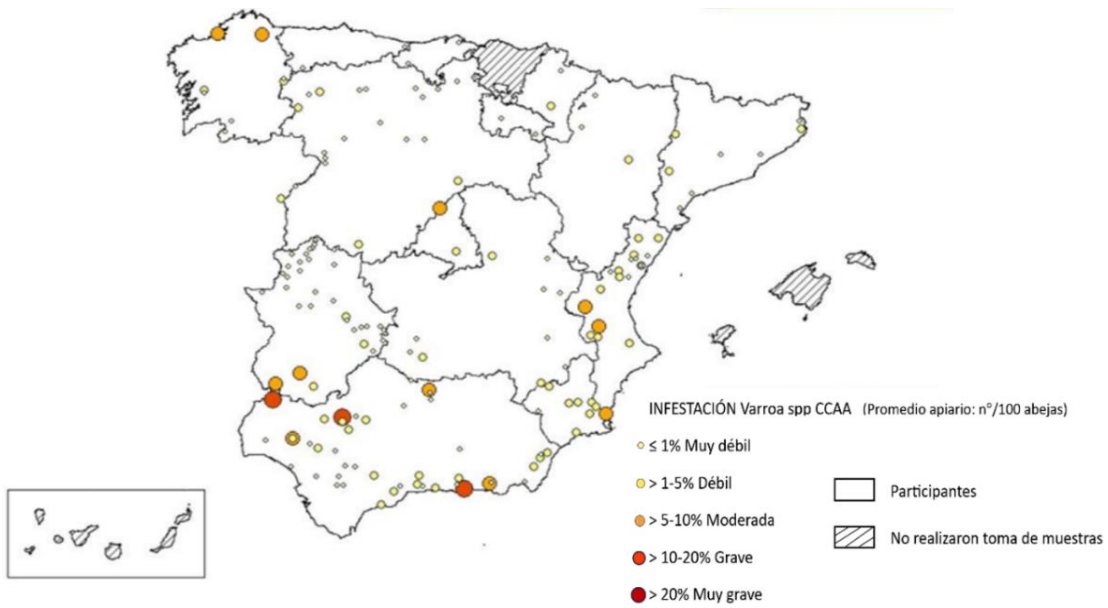 INFESTACIÓN Varroa spp CCAA (Promedio apiario: nº/100 abejas)
≤ 1% Muy débil
> 1-5% Débil
> 5-10% Moderada
> 10-20% Grave
> 20% Muy grave
Participantes
No realizaron toma de muestras